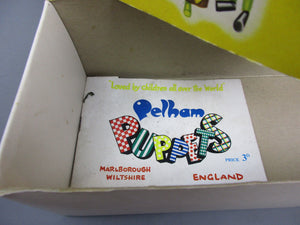 "Loved by children all over the World"
Pelham
PUPPETS
PRICE 3D
MARLBOROUGH
WILTSHIRE ENGLAND